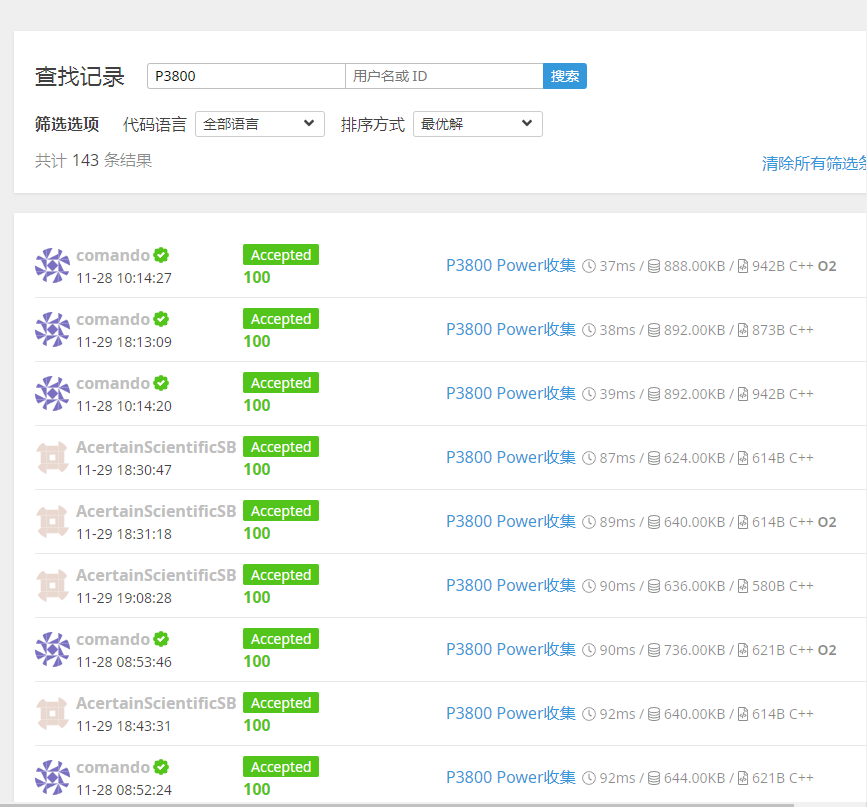 查找记录 P3800 用户名或 ID 搜索
筛选选项 代码语言 全部语言 排序方式 最优解
共计 143 条结果
清除所有筛选
comando Accepted
11-28 10:14:27 100
P3800 Power收集 37ms / 888.00KB / 942B C++ O2
comando Accepted
11-29 18:13:09 100
P3800 Power收集 38ms / 892.00KB / 873B C++
comando Accepted
11-28 10:14:20 100
P3800 Power收集 39ms / 892.00KB / 942B C++
AcertainScientificSB Accepted
11-29 18:30:47 100
P3800 Power收集 87ms / 624.00KB / 614B C++
AcertainScientificSB Accepted
11-29 18:31:18 100
P3800 Power收集 89ms / 640.00KB / 614B C++ O2
AcertainScientificSB Accepted
11-29 19:08:28 100
P3800 Power收集 90ms / 636.00KB / 580B C++
comando Accepted
11-28 08:53:46 100
P3800 Power收集 90ms / 736.00KB / 621B C++ O2
AcertainScientificSB Accepted
11-29 18:43:31 100
P3800 Power收集 92ms / 640.00KB / 614B C++
comando Accepted
11-28 08:52:24 100
P3800 Power收集 92ms / 644.00KB / 621B C++